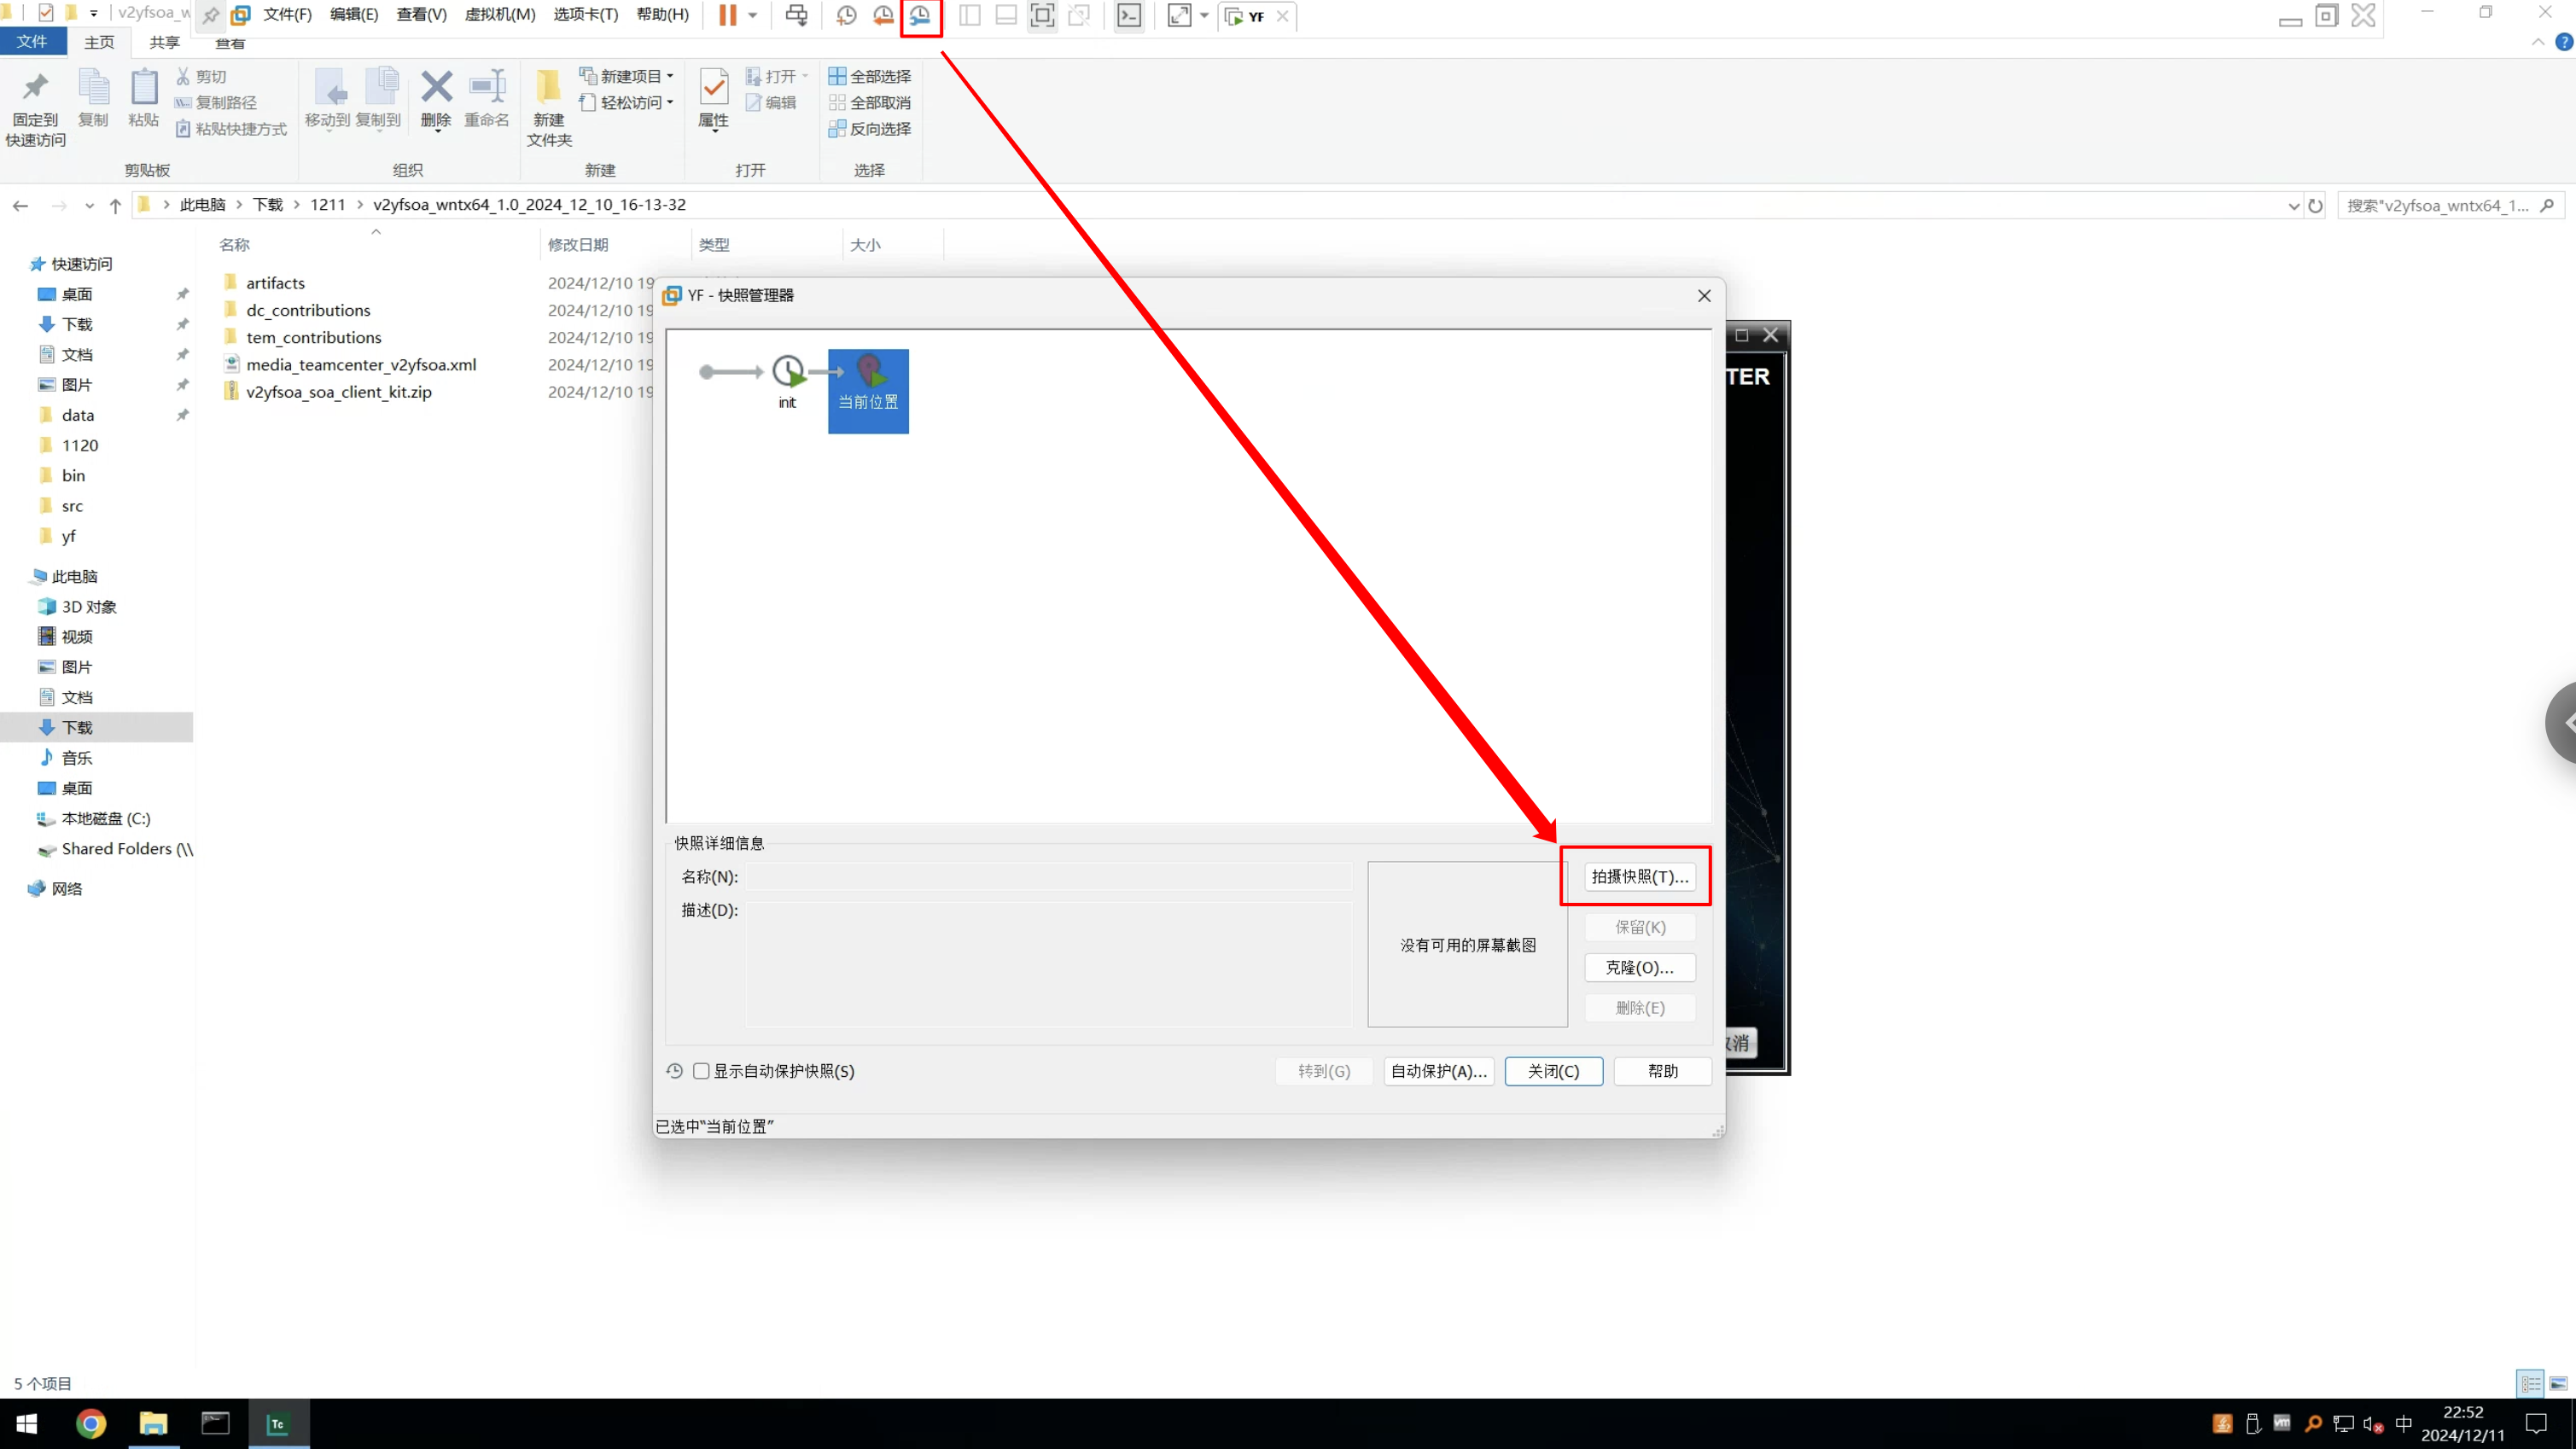 v2yfsoa_w
文件(F) 编辑(E) 查看(V) 虚拟机(M) 选项卡(T) 帮助(H) YF
文件 主页 共享 查看
固定到
快速访问
复制
粘贴
剪切
复制路径
粘贴快捷方式
剪贴板
移动到 复制到
删除 重命名
组织
新建
文件夹
新建项目
轻松访问
新建
属性
打开
编辑
打开
全部选择
全部取消
反向选择
选择
此电脑 下载 1211 v2yfsoa_wntx64_1.0_2024_12_10_16-13-32
搜索"v2yfsoa_wntx64_1...
名称 修改日期 类型 大小
artifacts 2024/12/10 19
dc_contributions 2024/12/10 19
tem_contributions 2024/12/10 19
media_teamcenter_v2yfsoa.xml 2024/12/10 19
v2yfsoa_soa_client_kit.zip 2024/12/10 19
快速访问
桌面
下载
文档
图片
data
1120
bin
src
yf
此电脑
3D 对象
视频
图片
文档
下载
音乐
桌面
本地磁盘 (C:)
Shared Folders (\\
网络
YF - 快照管理器
init
当前位置
TER
快照详细信息
名称(N):
描述(D):
没有可用的屏幕截图
拍摄快照(T)...
保留(K)
克隆(O)...
删除(E)
消
显示自动保护快照(S)
转到(G) 自动保护(A)... 关闭(C) 帮助
已选中"当前位置"
5 个项目
Tc
vm
中
22:52
2024/12/11